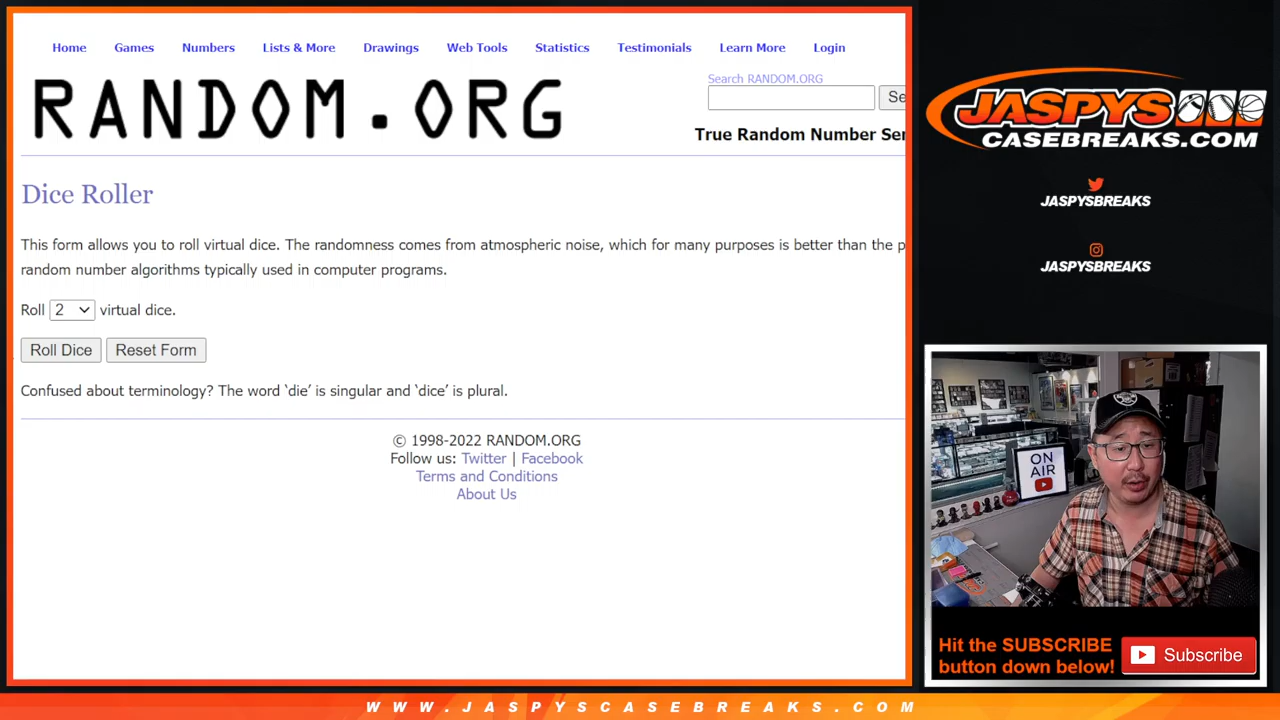 Home Games Numbers Lists & More Drawings Web Tools Statistics Testimonials Learn More Login
RANDOM.ORG
Search RANDOM.ORG
Se
True Random Number Ser
Dice Roller
This form allows you to roll virtual dice. The randomness comes from atmospheric noise, which for many purposes is better than the p
random number algorithms typically used in computer programs.
Roll 2 virtual dice.
Roll Dice Reset Form
Confused about terminology? The word ‘die’ is singular and ‘dice’ is plural.
© 1998-2022 RANDOM.ORG
Follow us: Twitter | Facebook
Terms and Conditions
About Us
JASPYS
CASEBREAKS.COM
JASPYSBREAKS
JASPYSBREAKS
ON
AIR
Hit the SUBSCRIBE
button down below!
Subscribe
WWW.JASPYSCASEBREAKS.COM